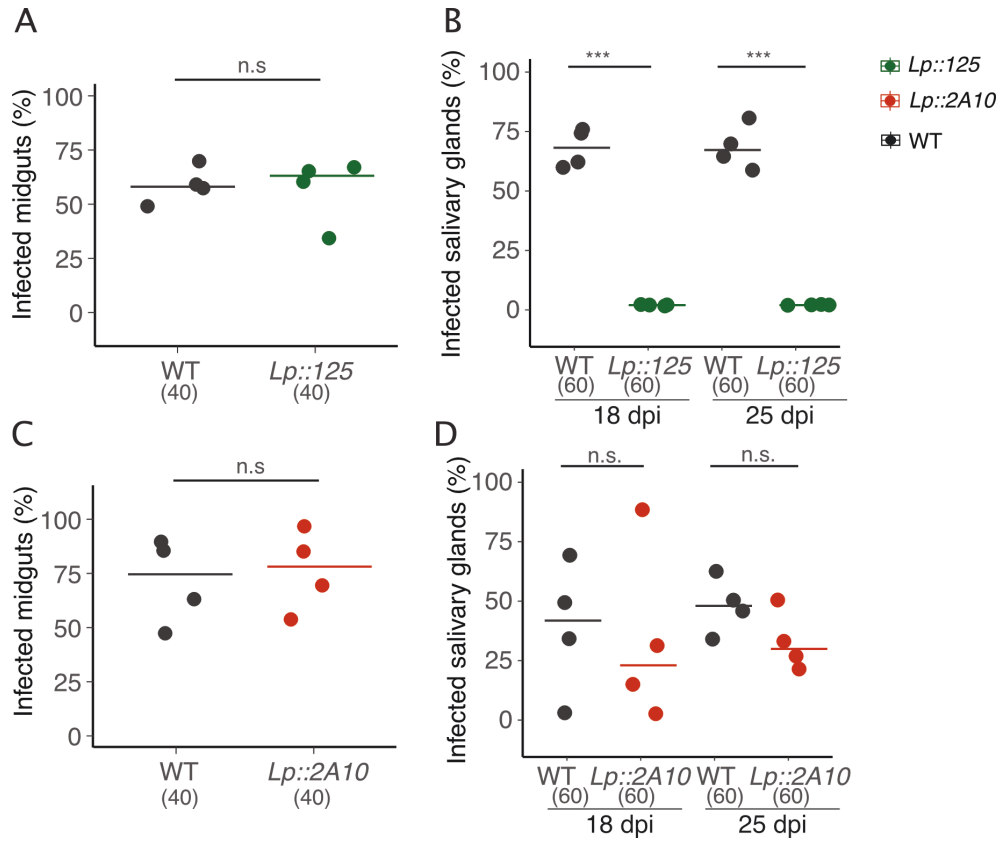 A
Infected midguts (%)
n.s
100
75
50
25
0
WT
Lp::125
(40)
(40)
B
Infected salivary glands (%)
***
***
100
75
50
25
0
WT
Lp::125
WT
Lp::125
(60)
(60)
(60)
(60)
18 dpi
25 dpi
Lp::125
Lp::2A10
WT
C
Infected midguts (%)
n.s
100
75
50
25
0
WT
Lp::2A10
(40)
(40)
D
Infected salivary glands (%)
n.s.
n.s.
100
75
50
25
0
WT
Lp::2A10
WT
Lp::2A10
(60)
(60)
(60)
(60)
18 dpi
25 dpi